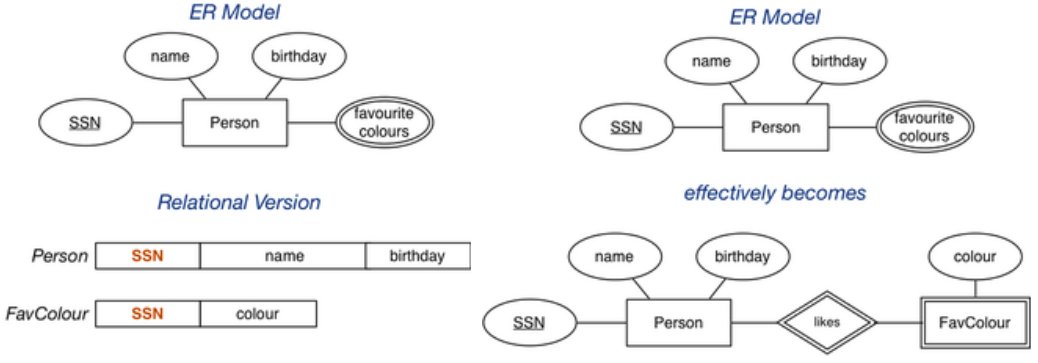 ER Model
name
birthday
SSN
Person
favourite
colours
Relational Version
Person
SSN
name
birthday
FavColour
SSN
colour
ER Model
name
birthday
SSN
Person
favourite
colours
effectively becomes
name
birthday
colour
SSN
Person
likes
FavColour